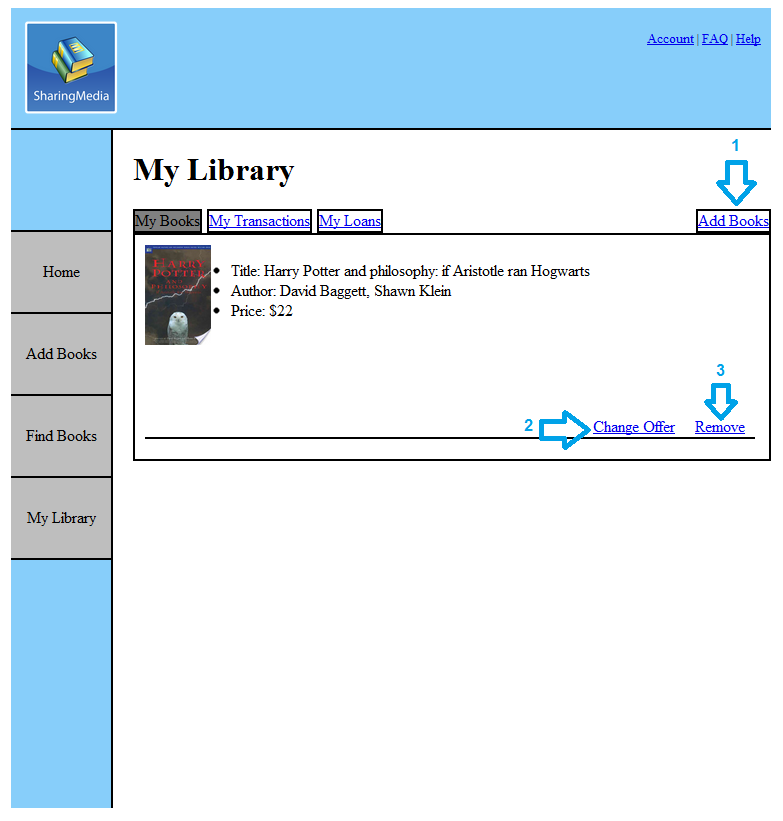 SharingMedia
Account | FAQ | Help
1
My Library
My Books My Transactions My Loans Add Books
HARRY
POTTER
AND
PHILOSOPHY
Title: Harry Potter and philosophy: if Aristotle ran Hogwarts
Author: David Baggett, Shawn Klein
Price: $22
3
2 Change Offer Remove
Home
Add Books
Find Books
My Library